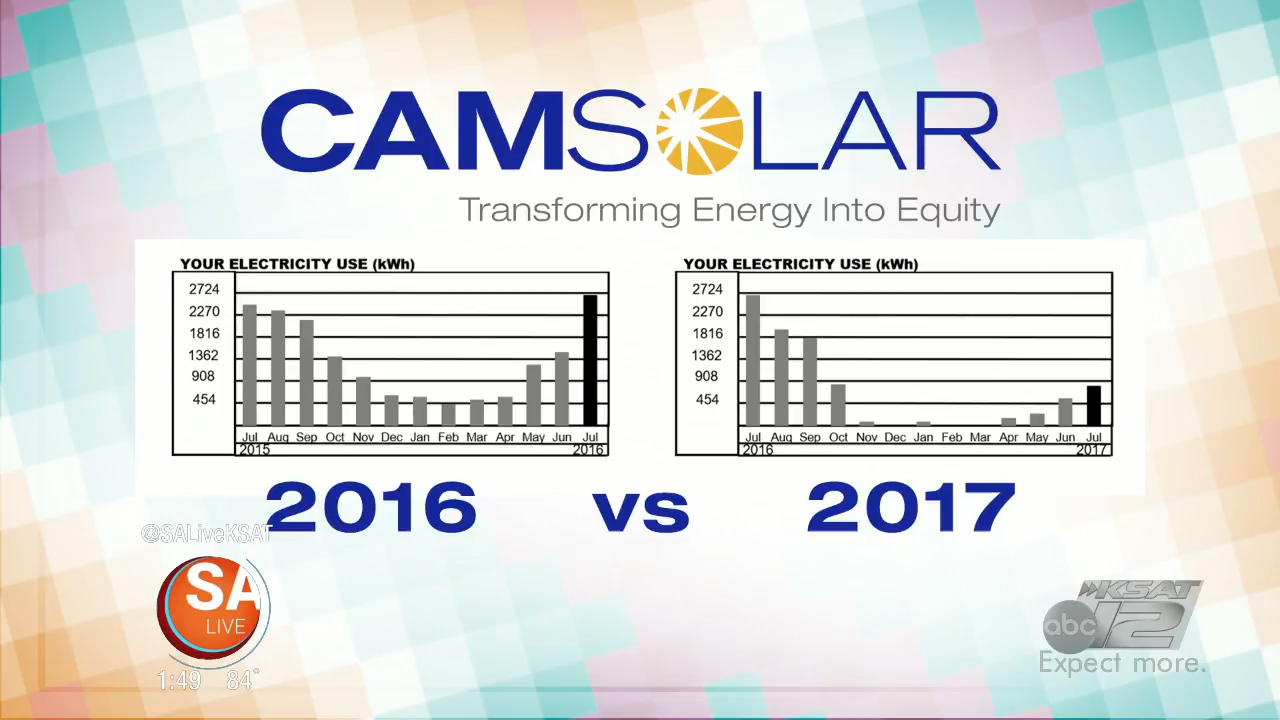 CAMSOLAR
Transforming Energy Into Equity
YOUR ELECTRICITY USE (kWh)
2724
2270
1816
1362
908
454
Jul Aug Sep Oct Nov Dec Jan Feb Mar Apr May Jun Jul
2015 2016
YOUR ELECTRICITY USE (kWh)
2724
2270
1816
1362
908
454
Jul Aug Sep Oct Nov Dec Jan Feb Mar Apr May Jun Jul
2016 2017
2016 vs 2017
@SALiveKSAT
SA
LIVE
1:49 84°
KSAT
abc 12
Expect more.